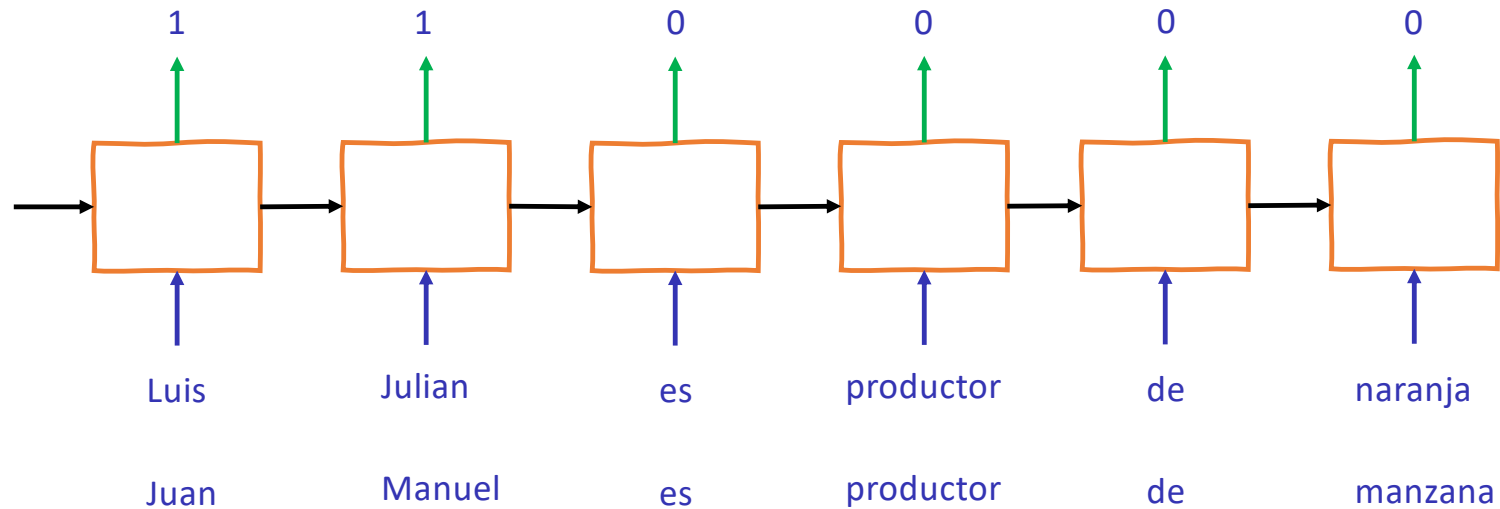 1 1 0 0 0 0
Luis Julian es productor de naranja
Juan Manuel es productor de manzana